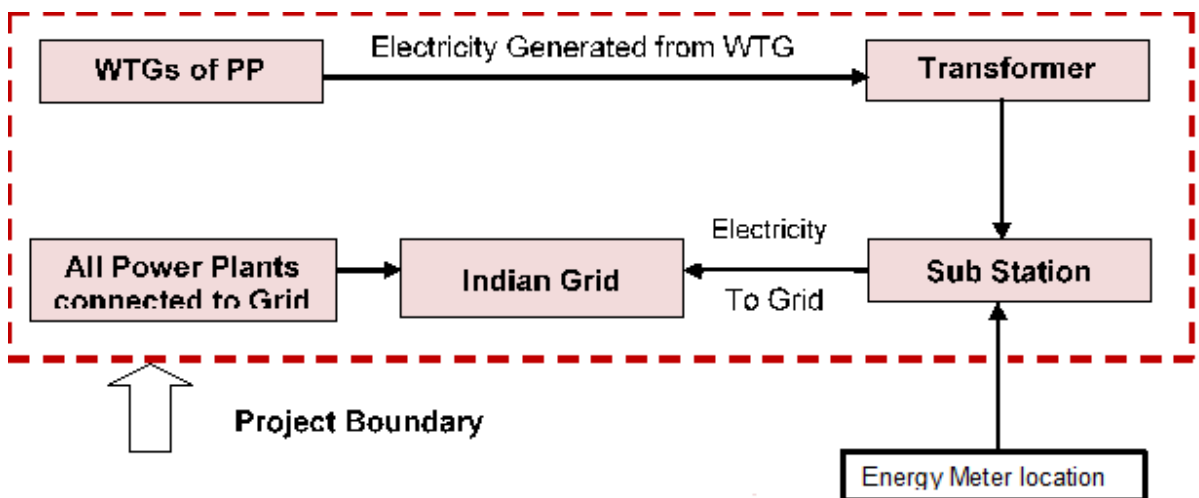 Electricity Generated from WTG
WTGs of PP
Transformer
Electricity
All Power Plants
connected to Grid
Indian Grid
Sub Station
To Grid
Project Boundary
Energy Meter location